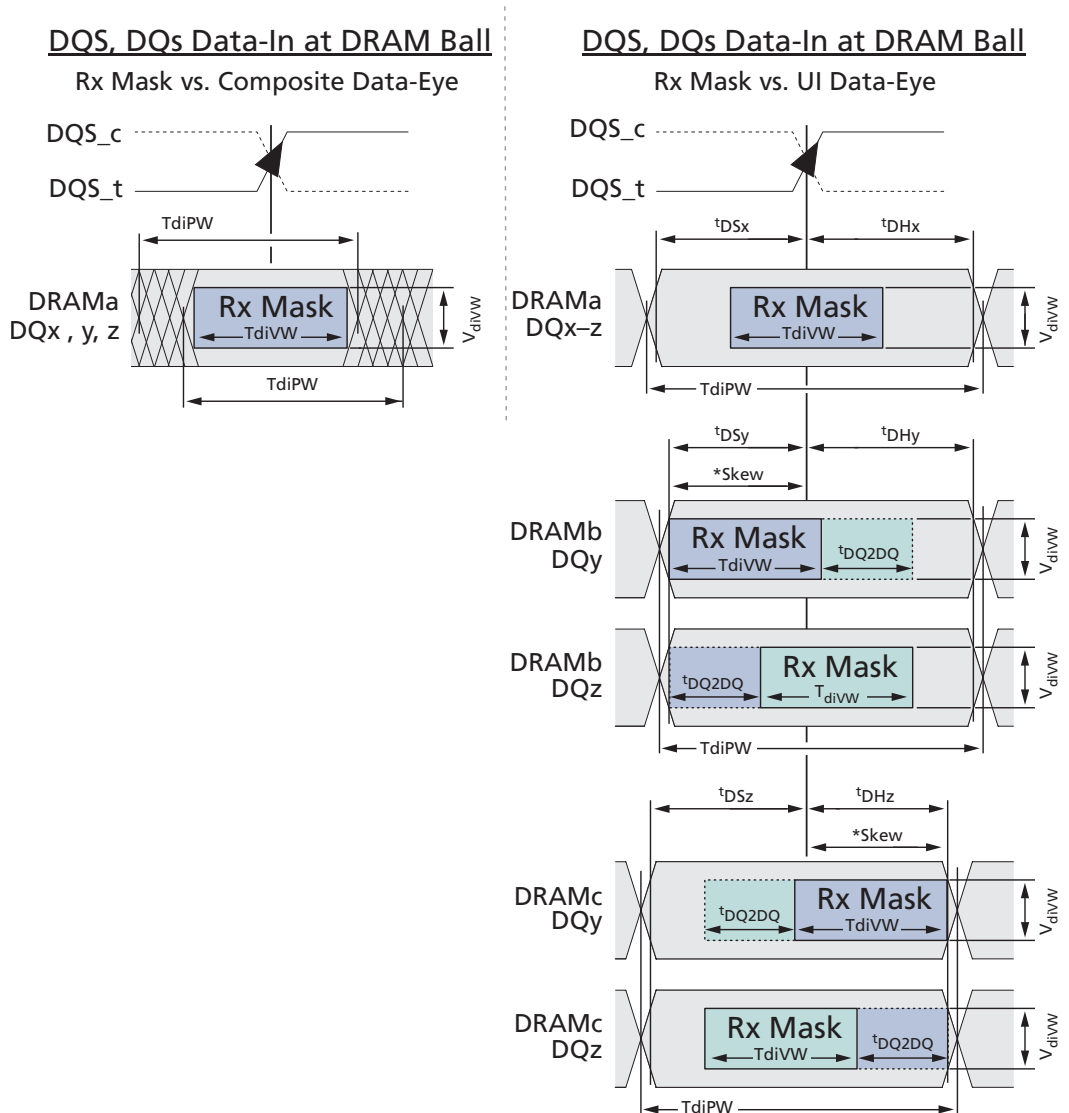 DQS, DQs Data-In at DRAM Ball
Rx Mask vs. Composite Data-Eye
DQS_c
DQS_t
TdiPW
DRAMa
DQx , y, z
Rx Mask
TdiVW
VdiVW
TdiPW
DQS, DQs Data-In at DRAM Ball
Rx Mask vs. UI Data-Eye
DQS_c
DQS_t
tDSx
tDHx
DRAMa
DQx–z
Rx Mask
TdiVW
VdiVW
TdiPW
tDSy
tDHy
*Skew
DRAMb
DQy
Rx Mask
TdiVW
tDQ2DQ
VdiVW
DRAMb
DQz
tDQ2DQ
Rx Mask
TdiVW
VdiVW
TdiPW
tDSz
tDHz
*Skew
DRAMc
DQy
tDQ2DQ
Rx Mask
TdiVW
VdiVW
DRAMc
DQz
Rx Mask
TdiVW
tDQ2DQ
VdiVW
TdiPW